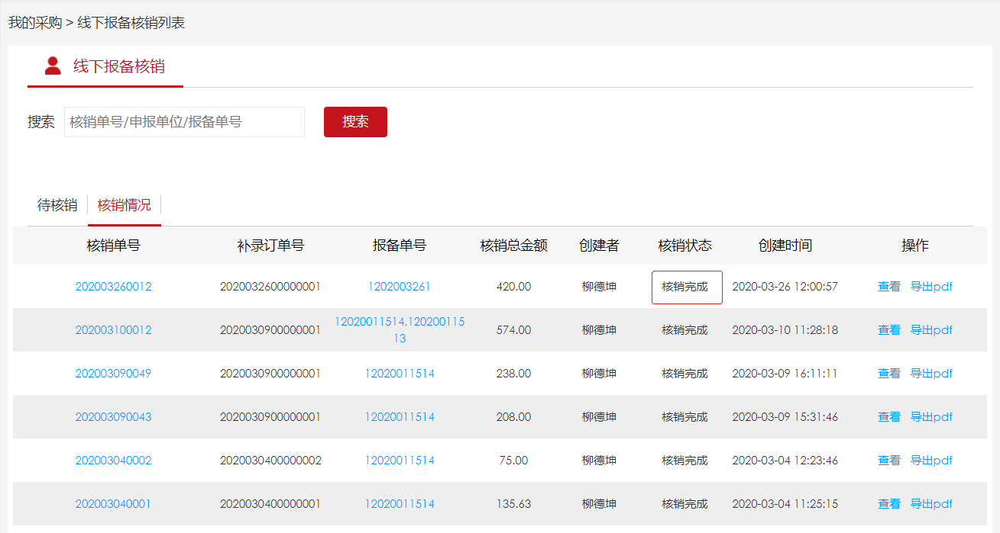 我的采购 > 线下报备核销列表
线下报备核销
搜索 核销单号/申报单位/报备单号 搜索
待核销 核销情况
核销单号 补录订单号 报备单号 核销总金额 创建者 核销状态 创建时间 操作
202003260012 2020032600000001 1202003261 420.00 柳德坤 核销完成 2020-03-26 12:00:57 查看 导出pdf
202003100012 2020030900000001 12020011514,120200115 574.00 柳德坤 核销完成 2020-03-10 11:28:18 查看 导出pdf
13
202003090049 2020030900000001 12020011514 238.00 柳德坤 核销完成 2020-03-09 16:11:11 查看 导出pdf
202003090043 2020030900000001 12020011514 208.00 柳德坤 核销完成 2020-03-09 15:31:46 查看 导出pdf
202003040002 2020030400000002 12020011514 75.00 柳德坤 核销完成 2020-03-04 12:23:46 查看 导出pdf
202003040001 2020030400000001 12020011514 135.63 柳德坤 核销完成 2020-03-04 11:25:15 查看 导出pdf